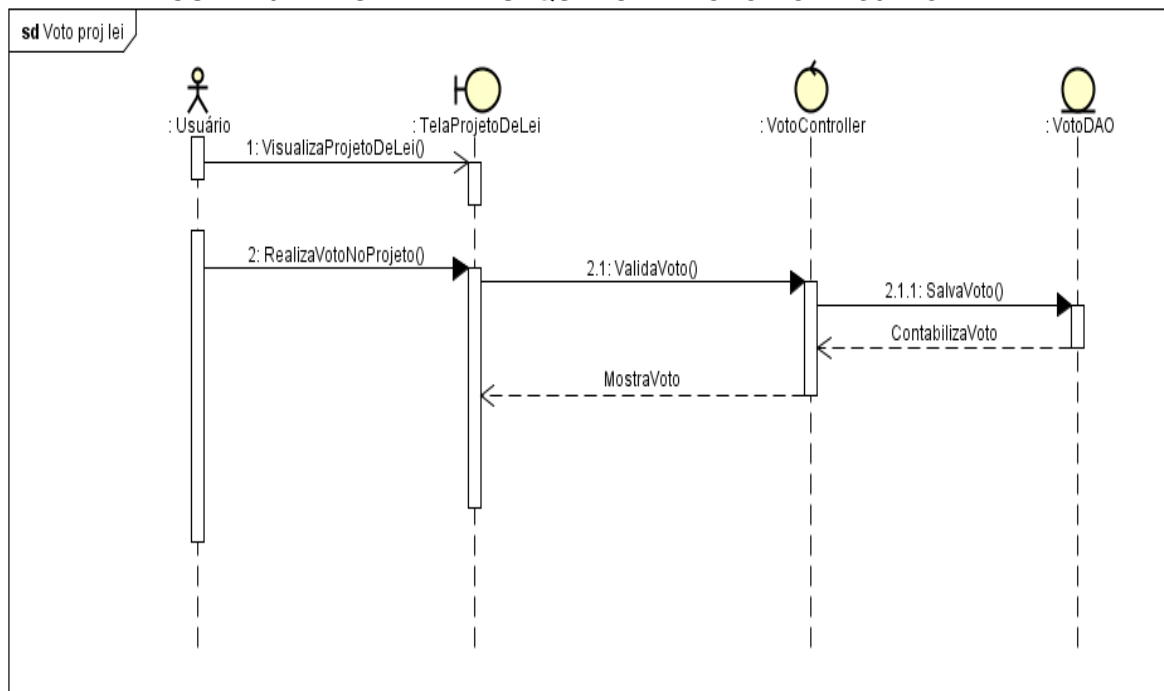 sd Voto proj lei
: Usuário
: TelaProjetoDeLei
: VotoController
: VotoDAO
1: VisualizaProjetoDeLei()
2: RealizaVotoNoProjeto()
2.1: ValidaVoto()
2.1.1: SalvaVoto()
ContabilizaVoto
MostraVoto